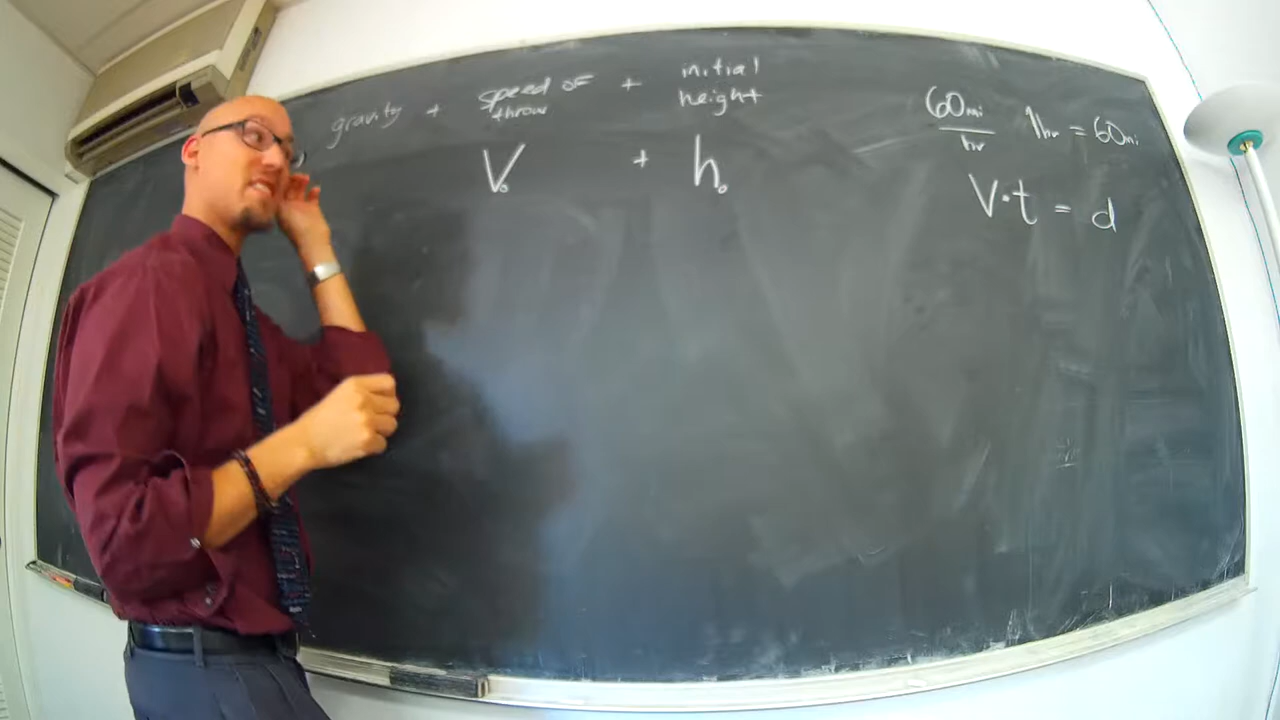 gravity + speed of throw + initial height
V₀ + h₀
60mi/hr 1hr = 60mi
V·t = d